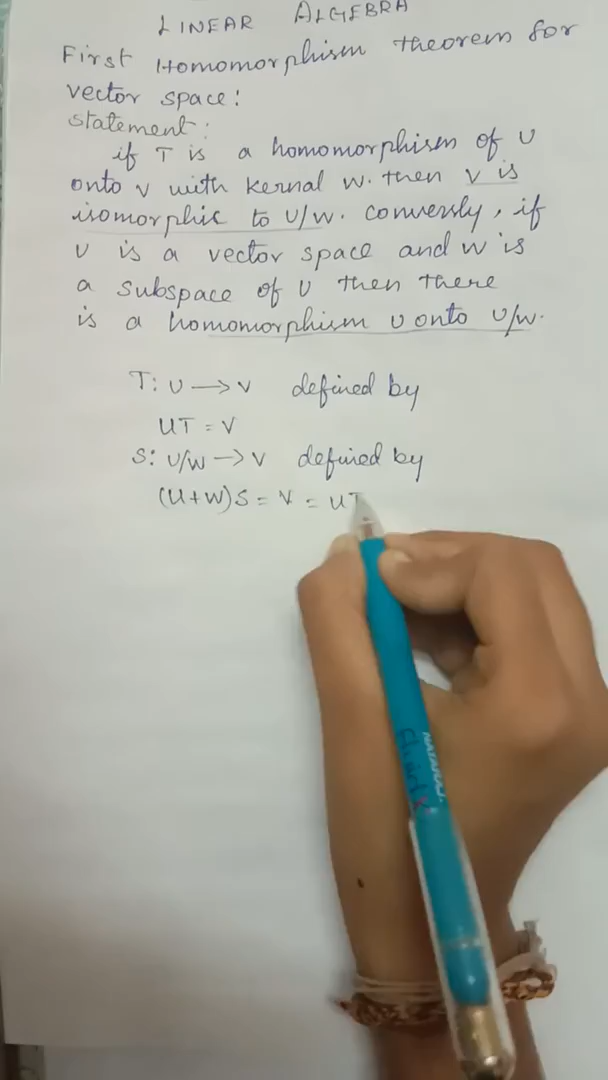 LINEAR ALGEBRA
First Homomorphism theorem for
vector space:
statement:
if T is a homomorphism of U
onto V with Kernal W. then V is
isomorphic to U/W. conversly, if
U is a vector space and W is
a subspace of U then there
is a homomorphism U onto U/W.
T: U → V defined by
UT = V
S: U/W → V defined by
(U+W)S = V = UT